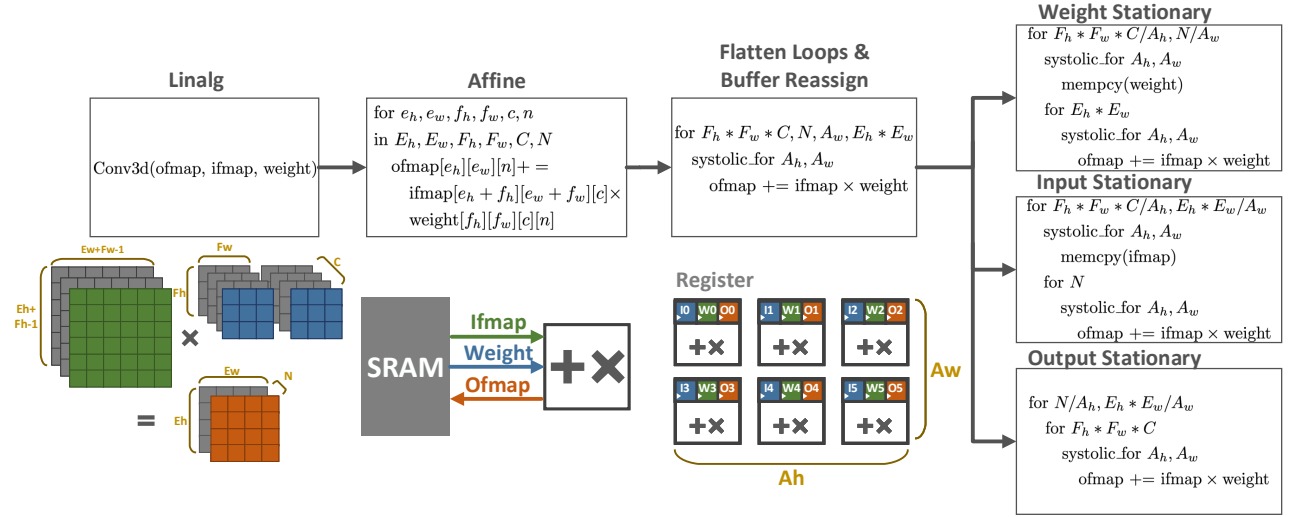 Linalg
Conv3d(ofmap, ifmap, weight)
Affine
for e_h, e_w, f_h, f_w, c, n
in E_h, E_w, F_h, F_w, C, N
ofmap[e_h][e_w][n]+ =
ifmap[e_h + f_h][e_w + f_w][c]×
weight[f_h][f_w][c][n]
Flatten Loops &
Buffer Reassign
for F_h * F_w * C, N, A_w, E_h * E_w
systolic_for A_h, A_w
ofmap += ifmap × weight
Weight Stationary
for F_h * F_w * C/A_h, N/A_w
systolic_for A_h, A_w
mempcy(weight)
for E_h * E_w
systolic_for A_h, A_w
ofmap += ifmap × weight
Input Stationary
for F_h * F_w * C/A_h, E_h * E_w/A_w
systolic_for A_h, A_w
memcpy(ifmap)
for N
systolic_for A_h, A_w
ofmap += ifmap × weight
Output Stationary
for N/A_h, E_h * E_w/A_w
for F_h * F_w * C
systolic_for A_h, A_w
ofmap += ifmap × weight
Ew+Fw-1
Eh+
Fh-1
×
Fw
Fh
C
=
Ew
Eh
N
SRAM
Ifmap
Weight
Ofmap
+ ×
Register
I0 W0 O0
+×
I1 W1 O1
+×
I2 W2 O2
+×
I3 W3 O3
+×
I4 W4 O4
+×
I5 W5 O5
+×
Aw
Ah